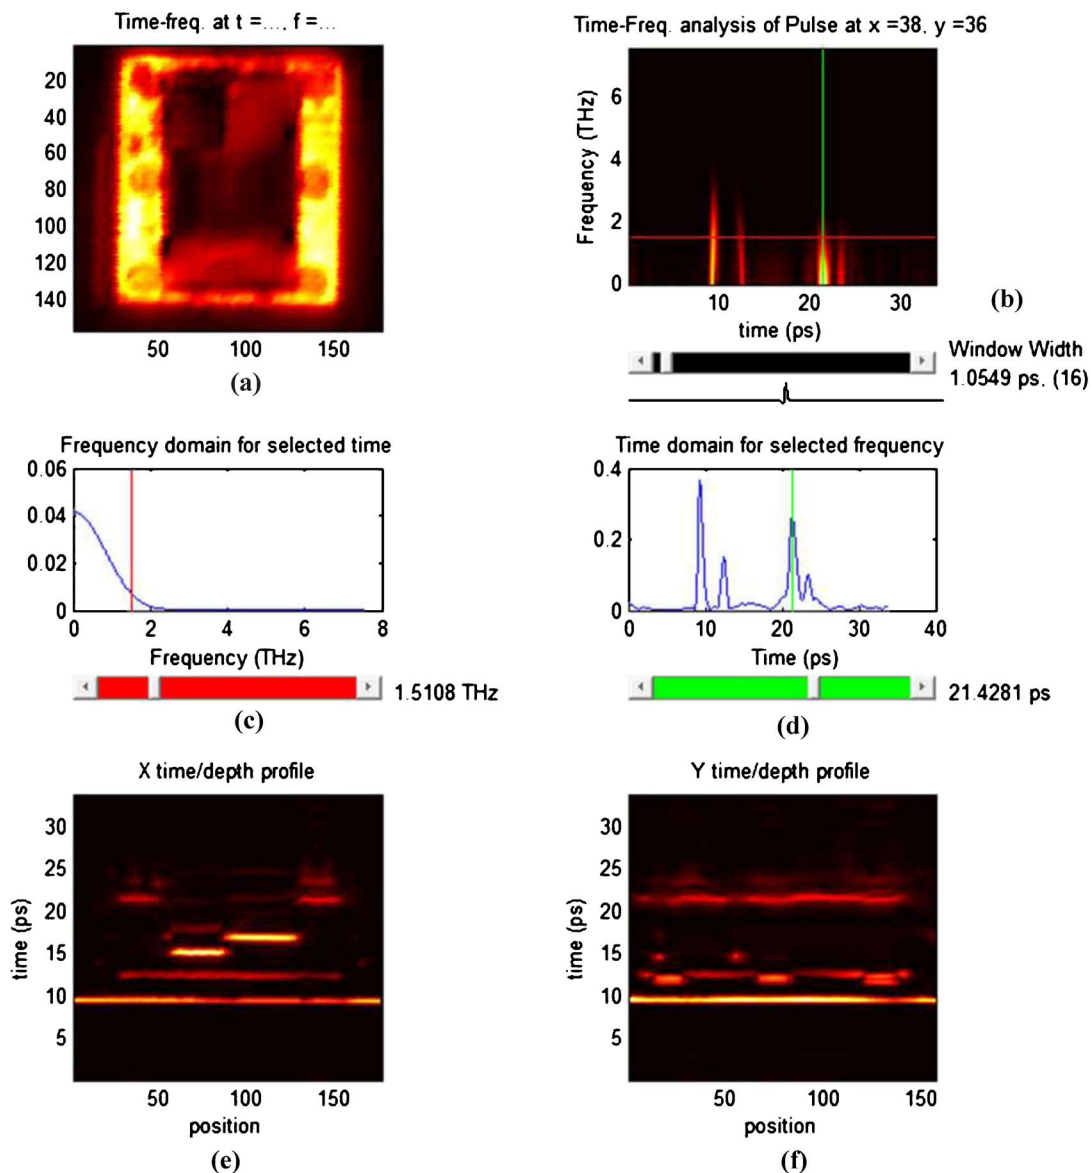 Time-freq. at t =..., f =...
20
40
60
80
100
120
140
50 100 150
(a)
Time-Freq. analysis of Pulse at x =38, y =36
Frequency (THz)
6
4
2
0
10 20 30
time (ps)
(b)
Window Width
1.0549 ps, (16)
Frequency domain for selected time
0.06
0.04
0.02
0
0 2 4 6 8
Frequency (THz)
1.5108 THz
(c)
Time domain for selected frequency
0.4
0.2
0
0 10 20 30 40
Time (ps)
21.4281 ps
(d)
X time/depth profile
time (ps)
30
25
20
15
10
5
50 100 150
position
(e)
Y time/depth profile
time (ps)
30
25
20
15
10
5
50 100 150
position
(f)